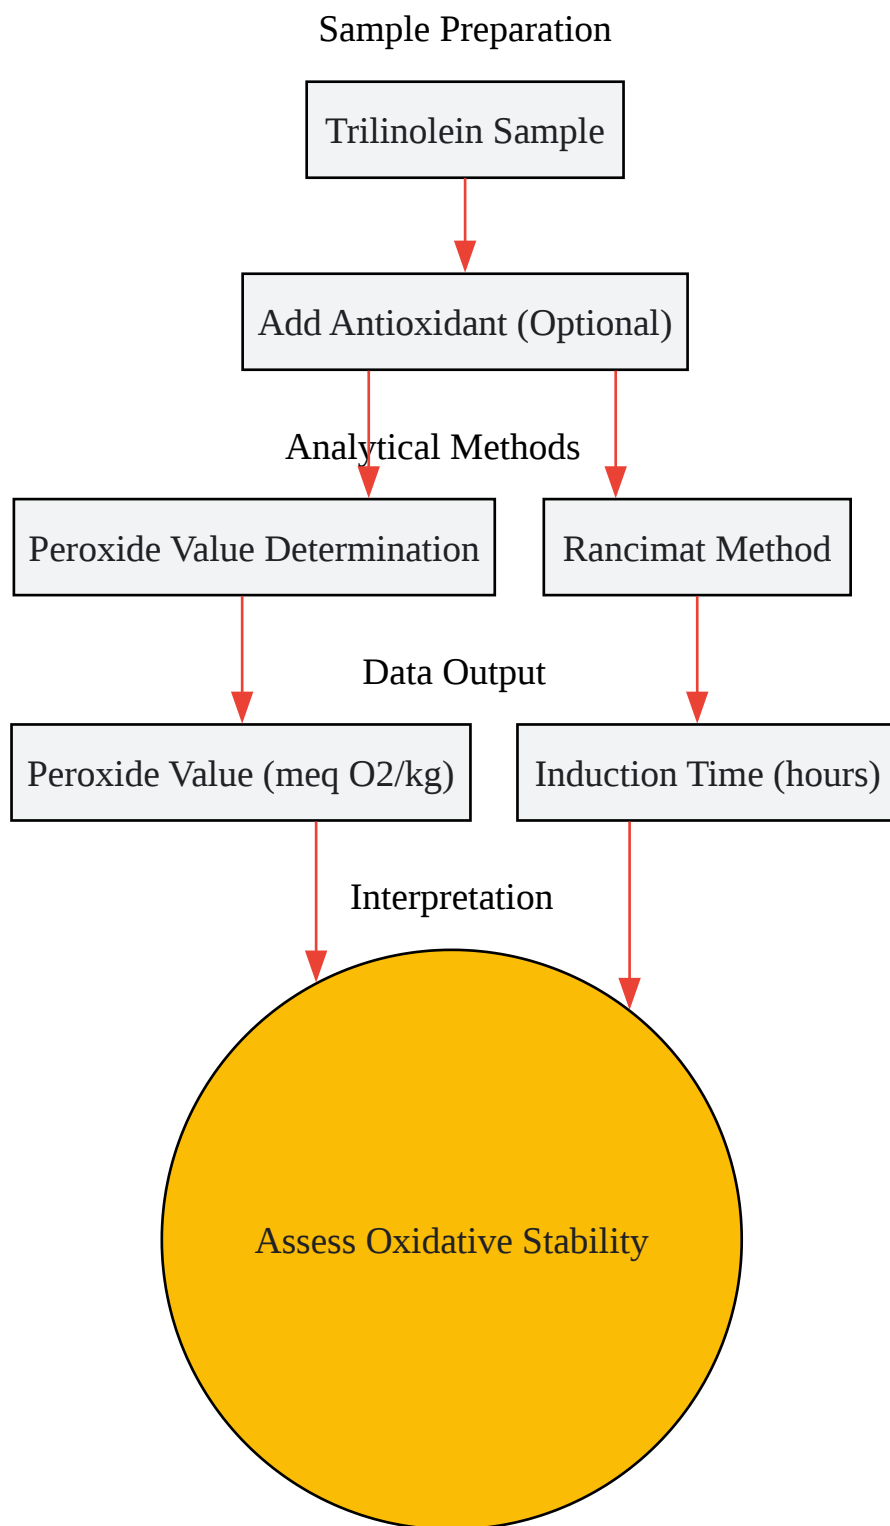 Sample Preparation
Trilinolein Sample
Add Antioxidant (Optional)
Analytical Methods
Peroxide Value Determination
Rancimat Method
Data Output
Peroxide Value (meq O2/kg)
Induction Time (hours)
Interpretation
Assess Oxidative Stability